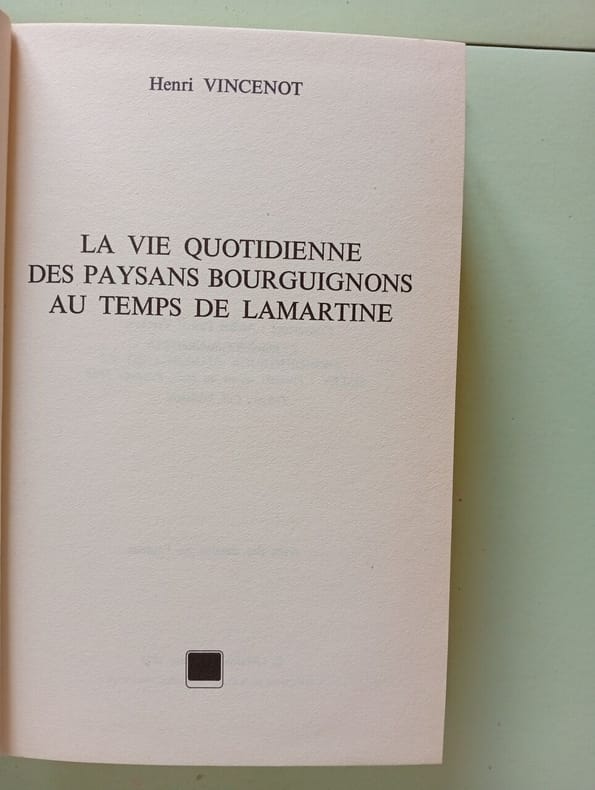 Henri VINCENOT
LA VIE QUOTIDIENNE
DES PAYSANS BOURGUIGNONS
AU TEMPS DE LAMARTINE